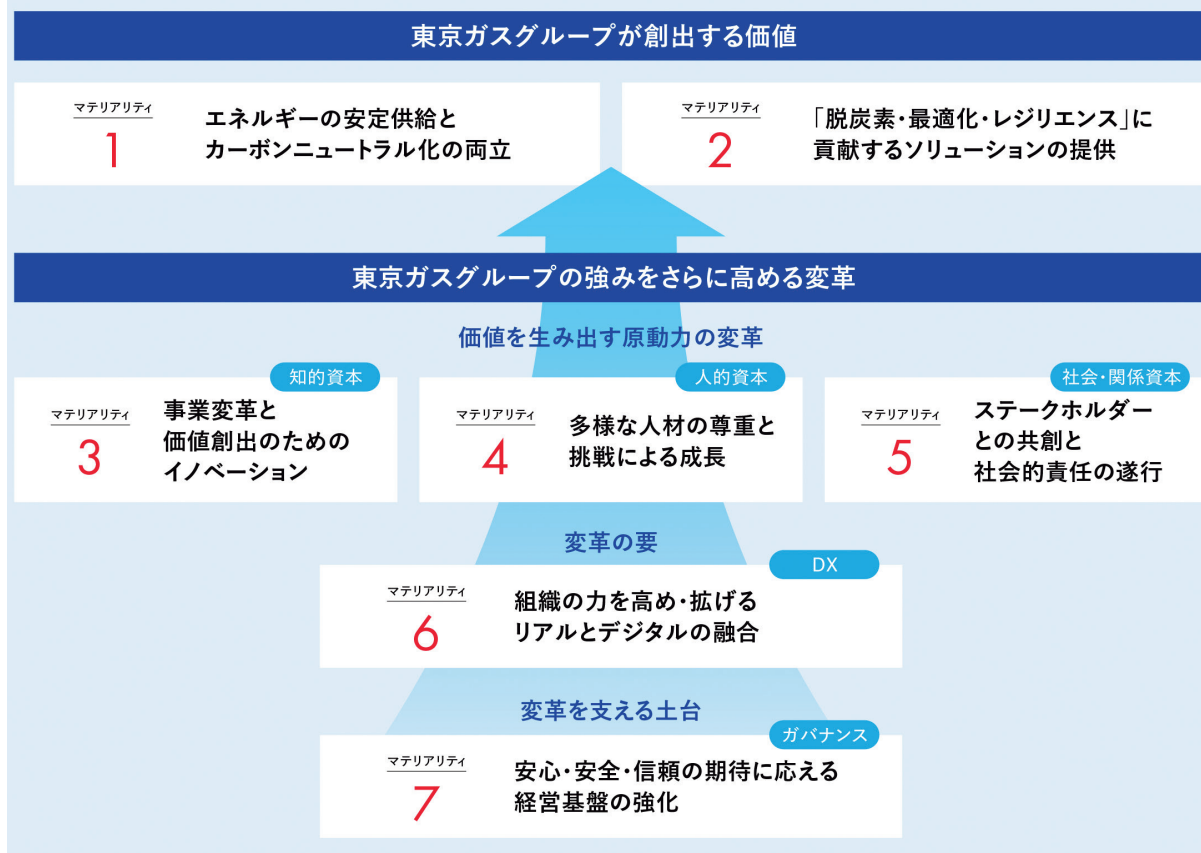 東京ガスグループが創出する価値
マテリアリティ
1
エネルギーの安定供給と
カーボンニュートラル化の両立
マテリアリティ
2
「脱炭素・最適化・レジリエンス」に
貢献するソリューションの提供
東京ガスグループの強みをさらに高める変革
価値を生み出す原動力の変革
知的資本
マテリアリティ
3
事業変革と
価値創出のための
イノベーション
人的資本
マテリアリティ
4
多様な人材の尊重と
挑戦による成長
社会・関係資本
マテリアリティ
5
ステークホルダー
との共創と
社会的責任の遂行
変革の要
DX
マテリアリティ
6
組織の力を高め・拡げる
リアルとデジタルの融合
変革を支える土台
ガバナンス
マテリアリティ
7
安心・安全・信頼の期待に応える
経営基盤の強化